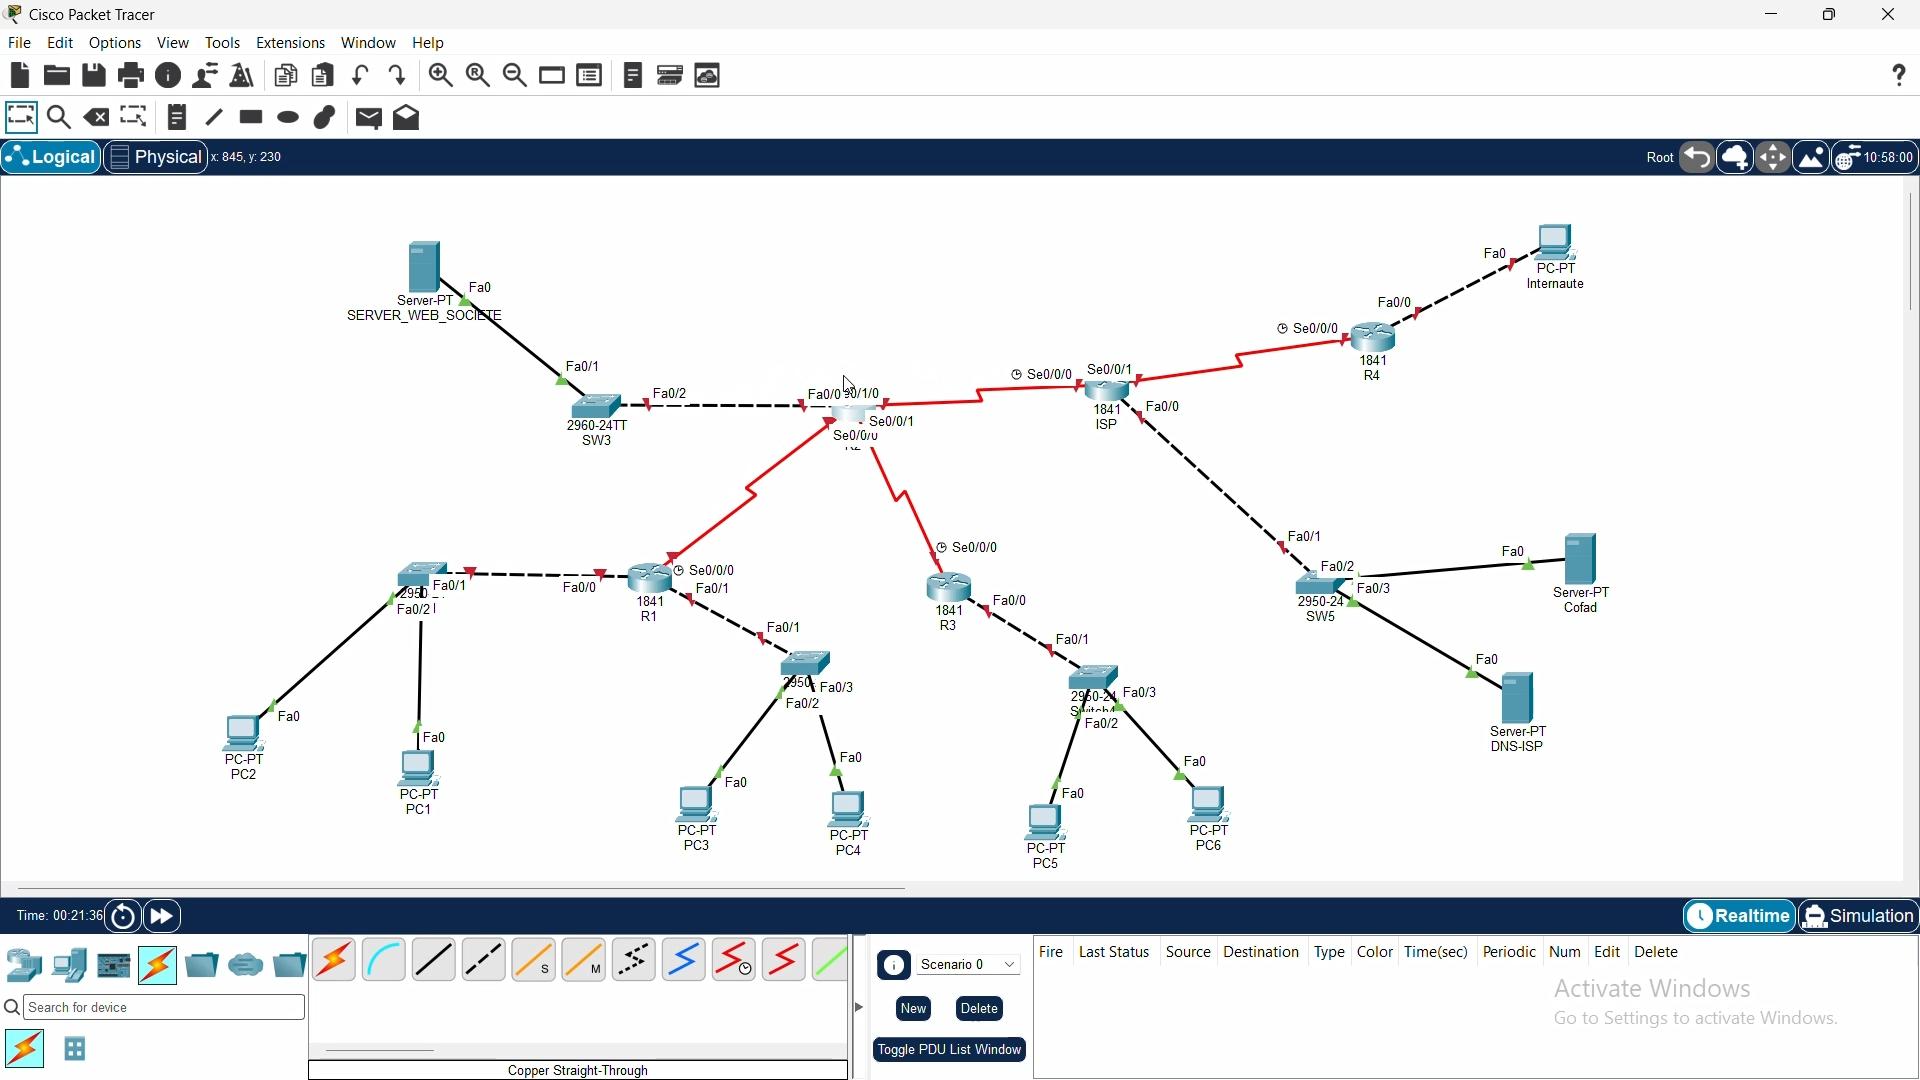 Cisco Packet Tracer
File Edit Options View Tools Extensions Window Help
Logical Physical x: 845, y: 230 Root 10:58:00
Fa0
PC-PT
Internaute
Fa0
Server-PT
SERVER_WEB_SOCIETE
Fa0/0
Se0/0/0
1841
R4
Fa0/1
Fa0/2
2960-24TT
SW3
Fa0/0
Se0/0/1
Se0/0/0
Se0/0/0
Se0/0/1
1841
ISP
Fa0/0
Fa0/1
Fa0/2
Fa0/3
2950-24
SW5
Fa0
Server-PT
Cofad
Fa0
Server-PT
DNS-ISP
Fa0/1
Fa0/2
Fa0/0
Se0/0/0
Fa0/1
1841
R1
Se0/0/0
1841
R3
Fa0/0
Fa0/1
Fa0/3
Fa0/2
Fa0/1
2950-24
Fa0/3
Fa0/2
Fa0
PC-PT
PC2
Fa0
PC-PT
PC1
Fa0
PC-PT
PC3
Fa0
PC-PT
PC4
Fa0
PC-PT
PC5
Fa0
PC-PT
PC6
Time: 00:21:36 Realtime Simulation
Search for device
Copper Straight-Through
Scenario 0
New Delete
Toggle PDU List Window
Fire Last Status Source Destination Type Color Time(sec) Periodic Num Edit Delete
Activate Windows
Go to Settings to activate Windows.